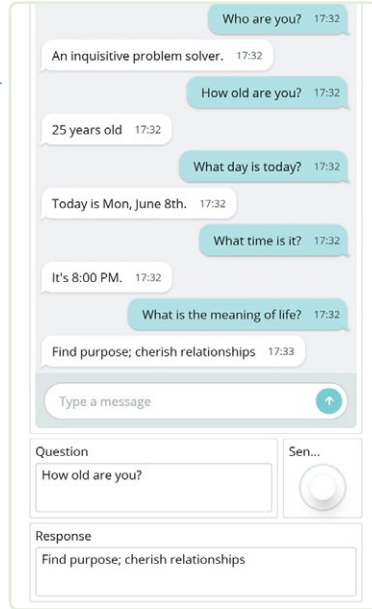 Who are you? 17:32
An inquisitive problem solver. 17:32
How old are you? 17:32
25 years old 17:32
What day is today? 17:32
Today is Mon, June 8th. 17:32
What time is it? 17:32
It's 8:00 PM. 17:32
What is the meaning of life? 17:32
Find purpose; cherish relationships 17:33
Type a message
Question
Sen...
How old are you?
Response
Find purpose; cherish relationships